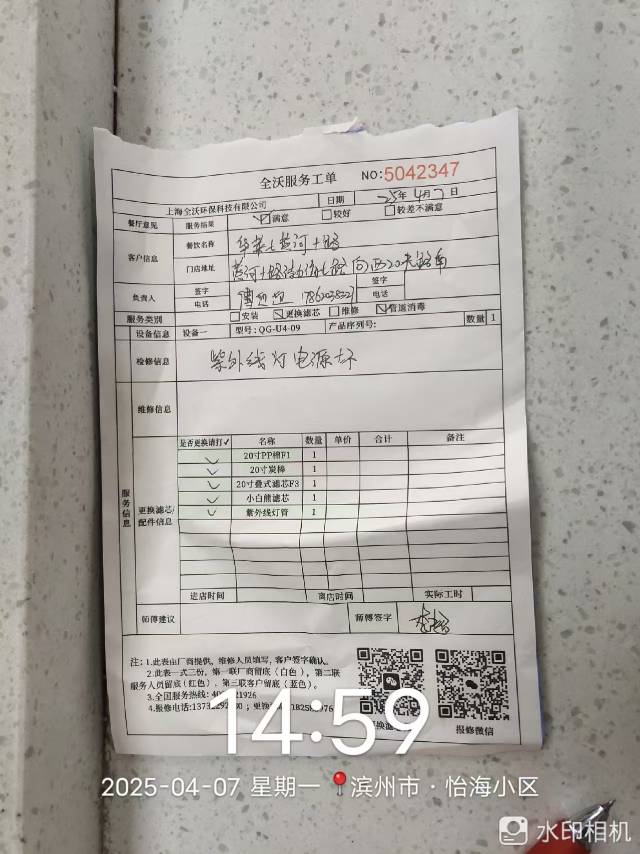 全沃服务工单 NO:5042347
上海全沃环保科技有限公司 日期 25年4月7日
餐厅意见 服务结果 满意 较好 较差不满意
客户信息 餐饮名称 华莱士黄河十路
门店地址
负责人 签字 签字
电话 电话
服务类别 安装 更换滤芯 维修 管道消毒
设备信息 设备一 型号:QG-U4-09 产品序列号: 数量 1
检修信息 紫外线灯电源坏
维修信息
服务信息 更换滤芯/配件信息
是否更换请打✓ 名称 数量 单价 合计 备注
✓ 20寸PP棉F1 1
✓ 20寸炭棒 1
✓ 20寸叠式滤芯F3 1
✓ 小白熊滤芯 1
✓ 紫外线灯管 1
进店时间 离店时间 实际工时
师傅建议 师傅签字
注:1.此表由厂商提供,维修人员填写,客户签字确认。
2.此表一式三份,第一联厂商留底(白色),第二联
服务人员留底(红色),第三联客户留底(蓝色)。
3.全国服务热线:
4.报修电话:
报修微信
14:59
2025-04-07 星期一 滨州市·怡海小区
水印相机